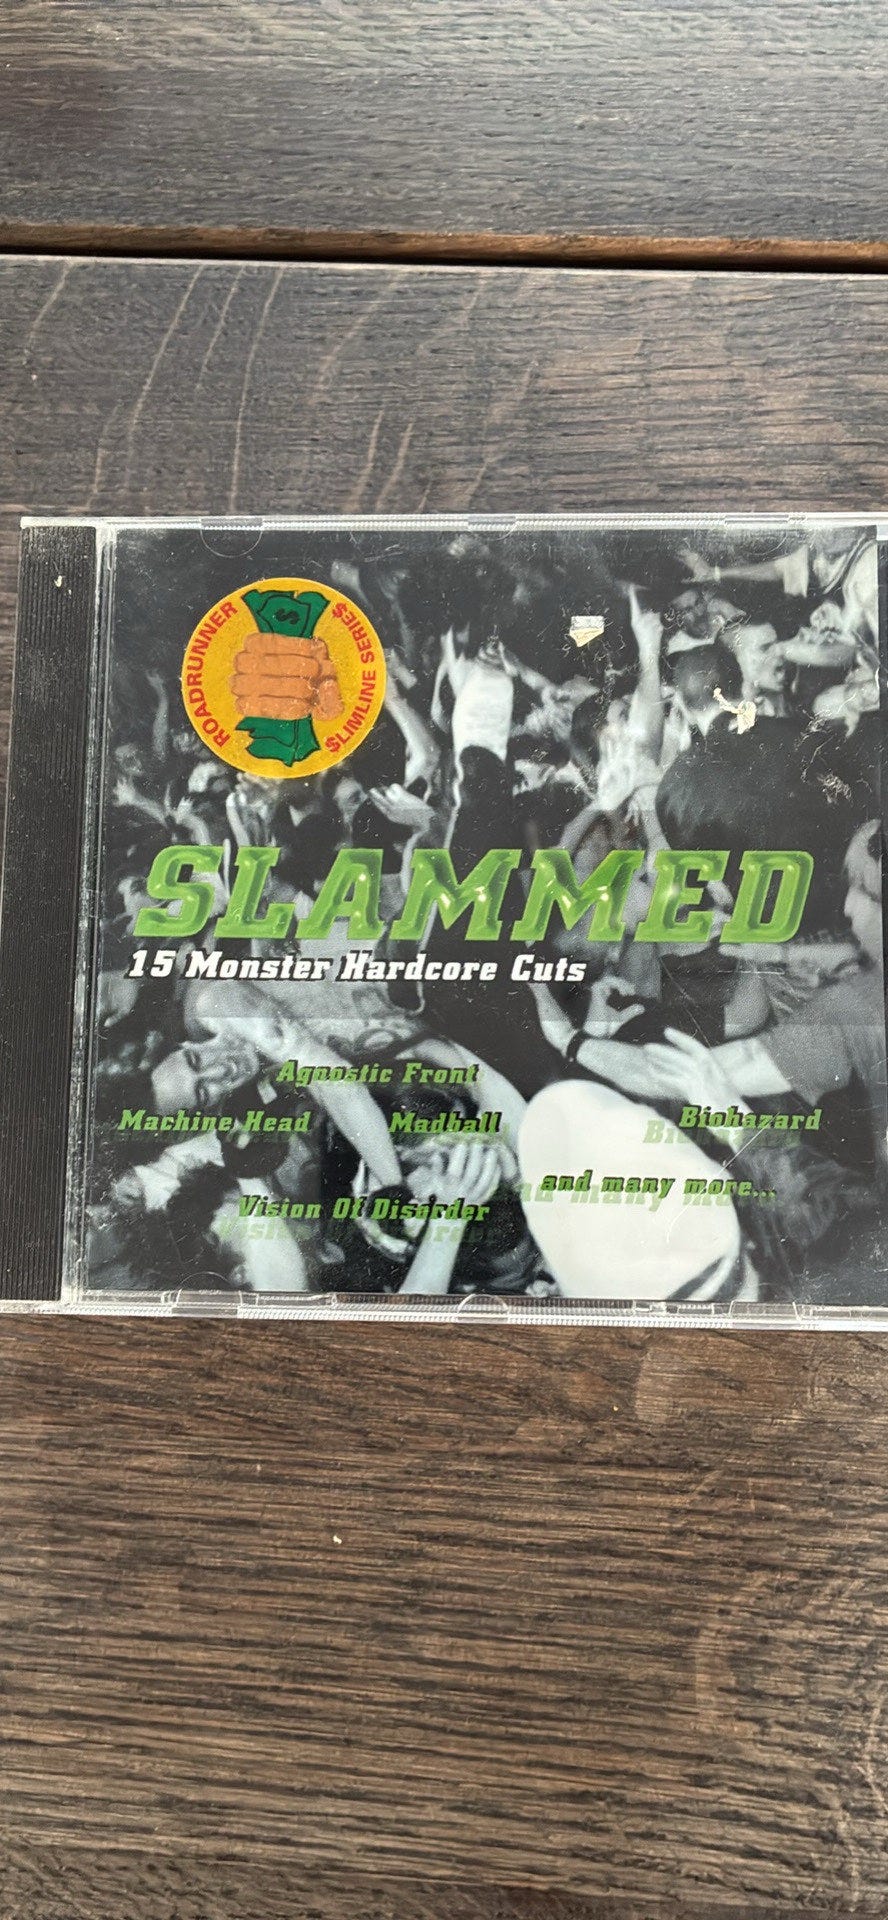 ROADRUNNER
$LIMLINE SERIE$
$
SLAMMED
15 Monster Hardcore Cuts
Agnostic Front
Machine Head Madball Biohazard
and many more...
Vision Of Disorder